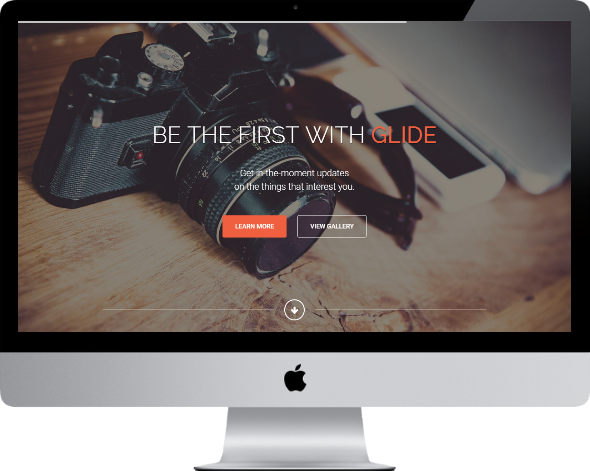 BE THE FIRST WITH GLIDE
Get in-the-moment updates
on the things that interest you.
LEARN MORE
VIEW GALLERY